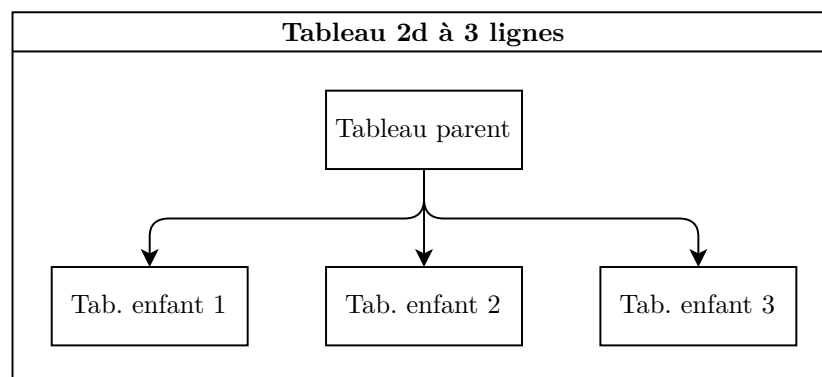 Tableau 2d à 3 lignes
Tableau parent
Tab. enfant 1
Tab. enfant 2
Tab. enfant 3